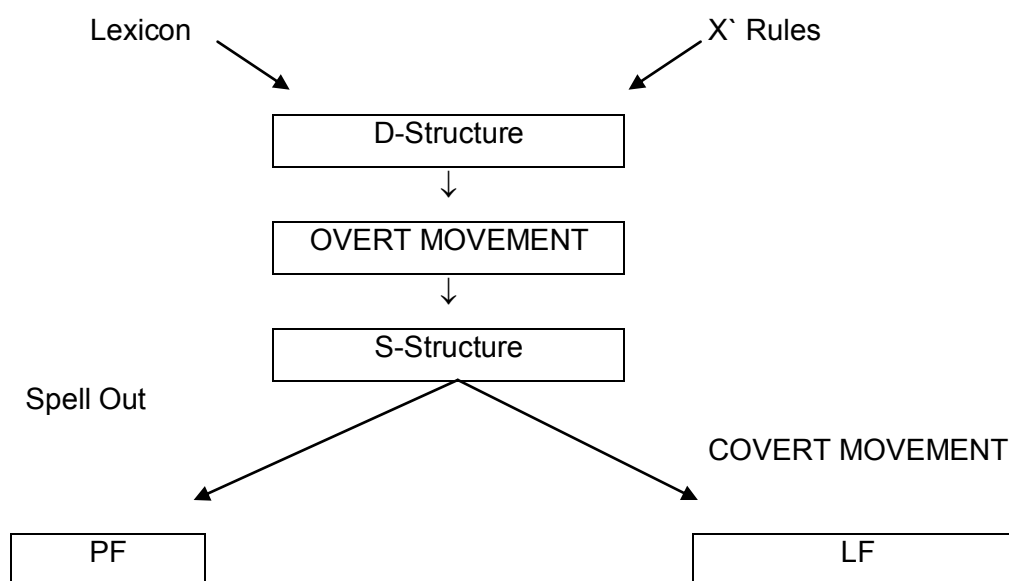 Lexicon X` Rules
D-Structure
↓
OVERT MOVEMENT
↓
S-Structure
Spell Out
COVERT MOVEMENT
PF LF